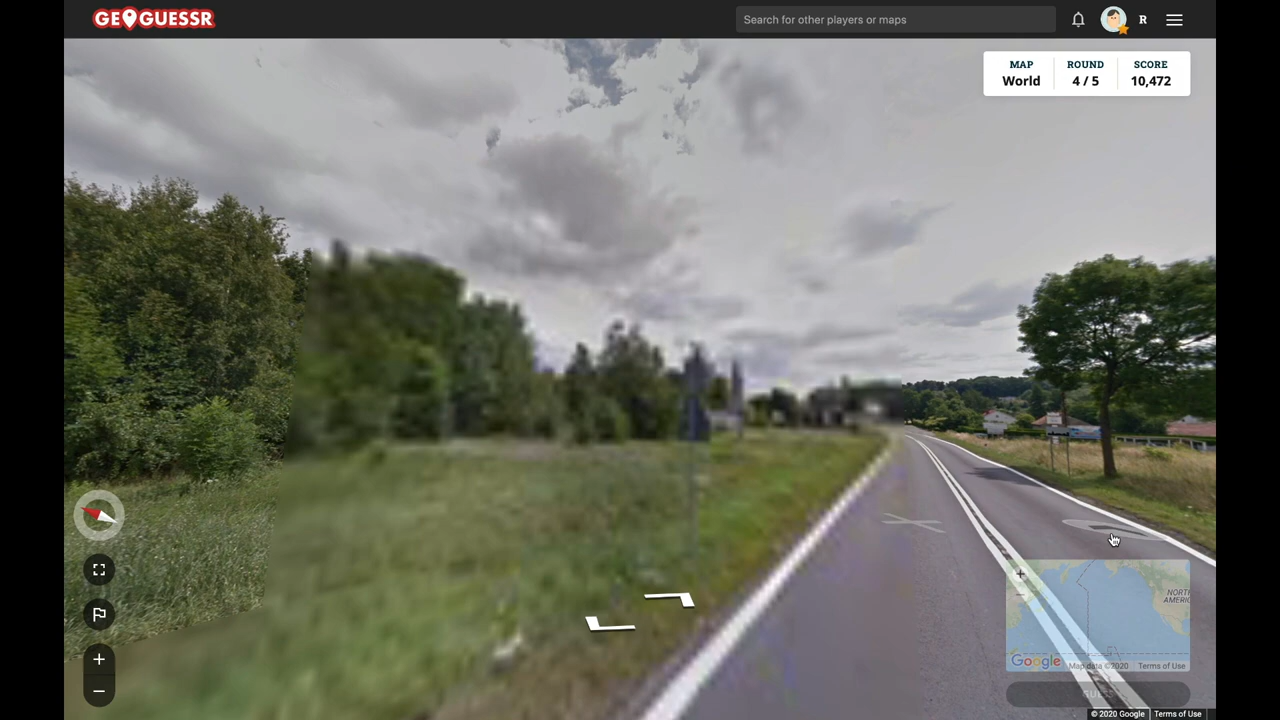 GEOGUESSR
Search for other players or maps
R
MAP ROUND SCORE
World 4 / 5 10,472
NORTH
AMERICA
Google Map data ©2020 Terms of Use
© 2020 Google Terms of Use